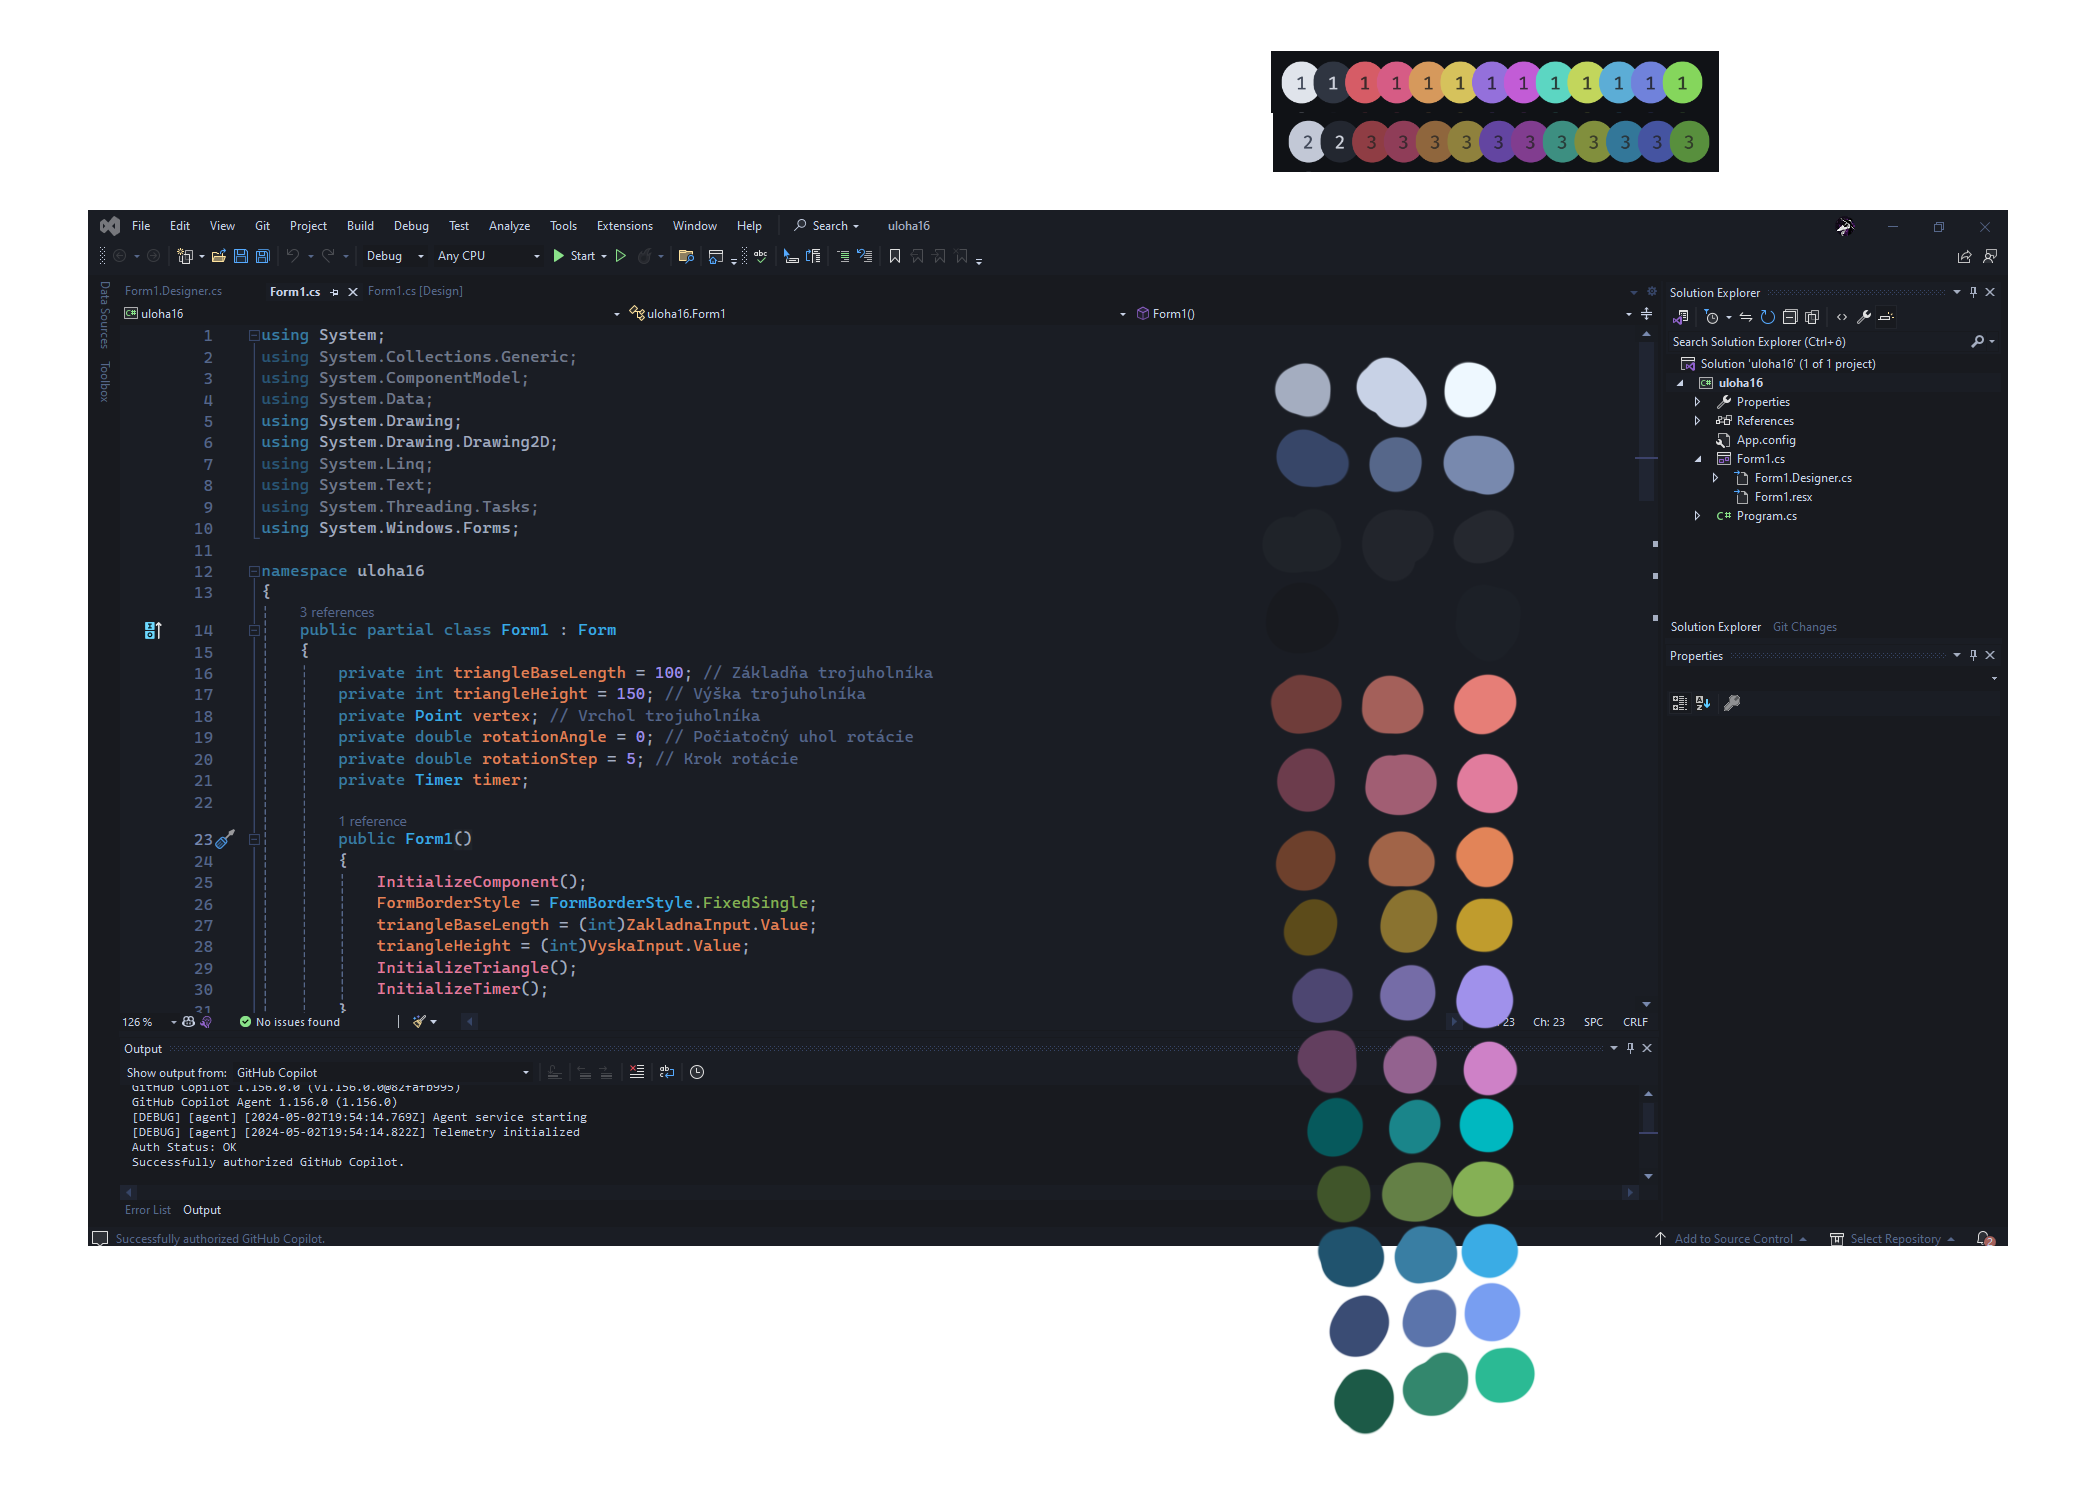 1 1 1 1 1 1 1 1 1 1 1 1 1
2 2 3 3 3 3 3 3 3 3 3 3 3
File Edit View Git Project Build Debug Test Analyze Tools Extensions Window Help Search uloha16
Debug Any CPU Start
Data Sources
Toolbox
Form1.Designer.cs Form1.cs Form1.cs [Design]
uloha16 uloha16.Form1 Form1()
1 using System;
2 using System.Collections.Generic;
3 using System.ComponentModel;
4 using System.Data;
5 using System.Drawing;
6 using System.Drawing.Drawing2D;
7 using System.Linq;
8 using System.Text;
9 using System.Threading.Tasks;
10 using System.Windows.Forms;
11
12 namespace uloha16
13 {
3 references
14 public partial class Form1 : Form
15 {
16 private int triangleBaseLength = 100; // Základňa trojuholníka
17 private int triangleHeight = 150; // Výška trojuholníka
18 private Point vertex; // Vrchol trojuholníka
19 private double rotationAngle = 0; // Počiatočný uhol rotácie
20 private double rotationStep = 5; // Krok rotácie
21 private Timer timer;
22
1 reference
23 public Form1()
24 {
25 InitializeComponent();
26 FormBorderStyle = FormBorderStyle.FixedSingle;
27 triangleBaseLength = (int)ZakladnaInput.Value;
28 triangleHeight = (int)VyskaInput.Value;
29 InitializeTriangle();
30 InitializeTimer();
31 }
126 % No issues found 23 Ch: 23 SPC CRLF
Output
Show output from: GitHub Copilot
GitHub Copilot 1.156.0.0 (v1.156.0.0@82fafb995)
GitHub Copilot Agent 1.156.0 (1.156.0)
[DEBUG] [agent] [2024-05-02T19:54:14.769Z] Agent service starting
[DEBUG] [agent] [2024-05-02T19:54:14.822Z] Telemetry initialized
Auth Status: OK
Successfully authorized GitHub Copilot.
Error List Output
Successfully authorized GitHub Copilot.
Solution Explorer
Search Solution Explorer (Ctrl+ô)
Solution 'uloha16' (1 of 1 project)
uloha16
Properties
References
App.config
Form1.cs
Form1.Designer.cs
Form1.resx
C# Program.cs
Solution Explorer Git Changes
Properties
Add to Source Control Select Repository 2